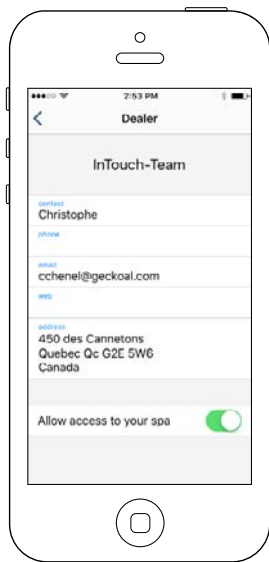 2:53 PM
Dealer
InTouch-Team
contact
Christophe
phone
email
cchenel@geckoal.com
web
address
450 des Cannetons
Quebec Qc G2E 5W6
Canada
Allow access to your spa